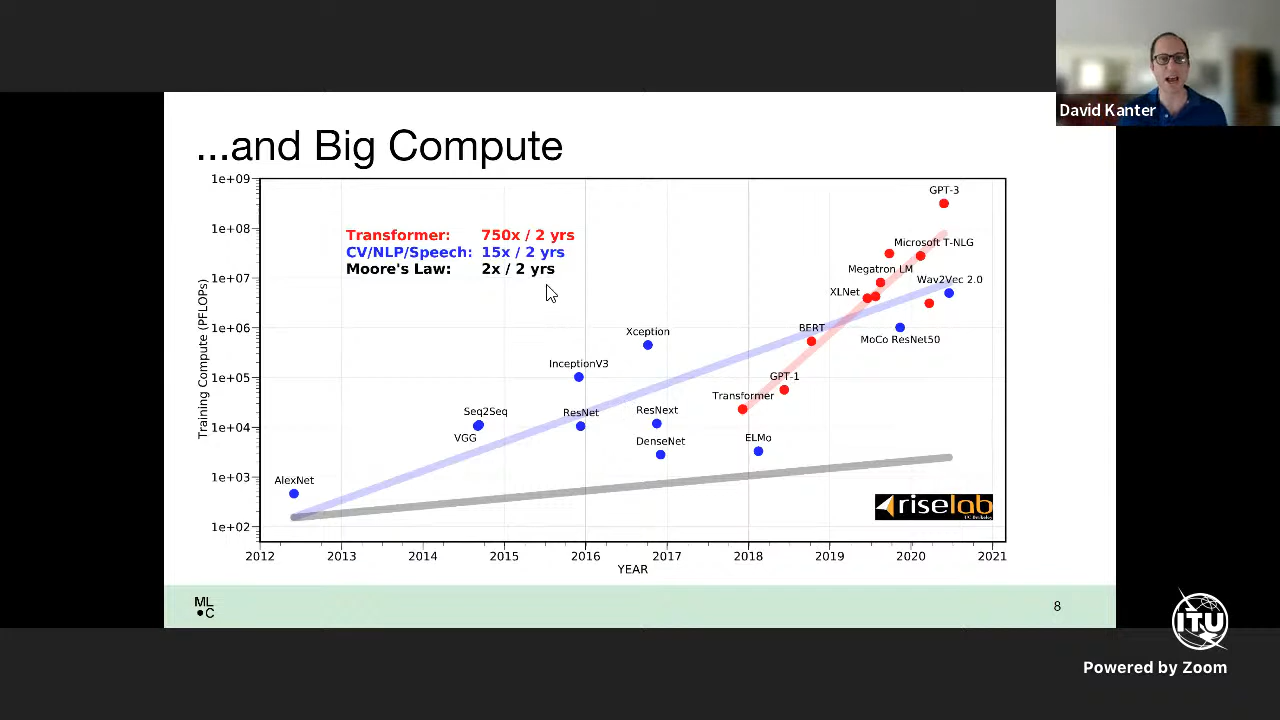 David Kanter
...and Big Compute
1e+09
1e+08
1e+07
1e+06
1e+05
1e+04
1e+03
1e+02
Training Compute (PFLOPs)
Transformer: 750x / 2 yrs
CV/NLP/Speech: 15x / 2 yrs
Moore's Law: 2x / 2 yrs
GPT-3
Microsoft T-NLG
Megatron LM
Wav2Vec 2.0
XLNet
BERT
MoCo ResNet50
Xception
InceptionV3
GPT-1
Transformer
Seq2Seq
ResNet
ResNext
VGG
DenseNet
ELMo
AlexNet
riselab
UC Berkeley
2012 2013 2014 2015 2016 2017 2018 2019 2020 2021
YEAR
ML
C
8
ITU
Powered by Zoom